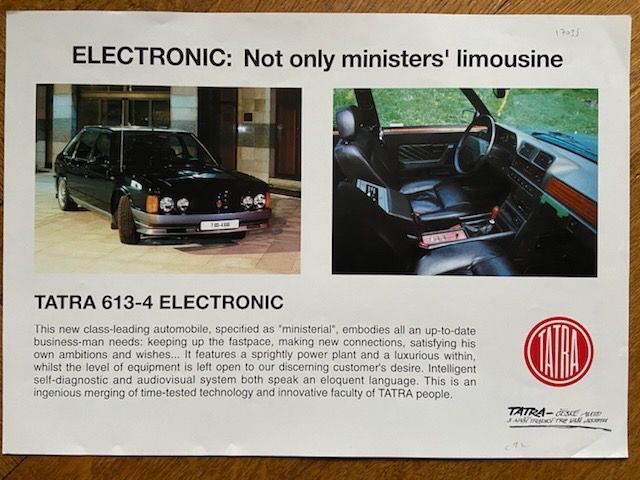 17095
ELECTRONIC: Not only ministers' limousine
TATRA 613-4 ELECTRONIC
This new class-leading automobile, specified as "ministerial", embodies all an up-to-date
business-man needs: keeping up the fastpace, making new connections, satisfying his
own ambitions and wishes... It features a sprightly power plant and a luxurious within,
whilst the level of equipment is left open to our discerning customer's desire. Intelligent
self-diagnostic and audiovisual system both speak an eloquent language. This is an
ingenious merging of time-tested technology and innovative faculty of TATRA people.
TATRA
TATRA – ČESKÉ AUTO